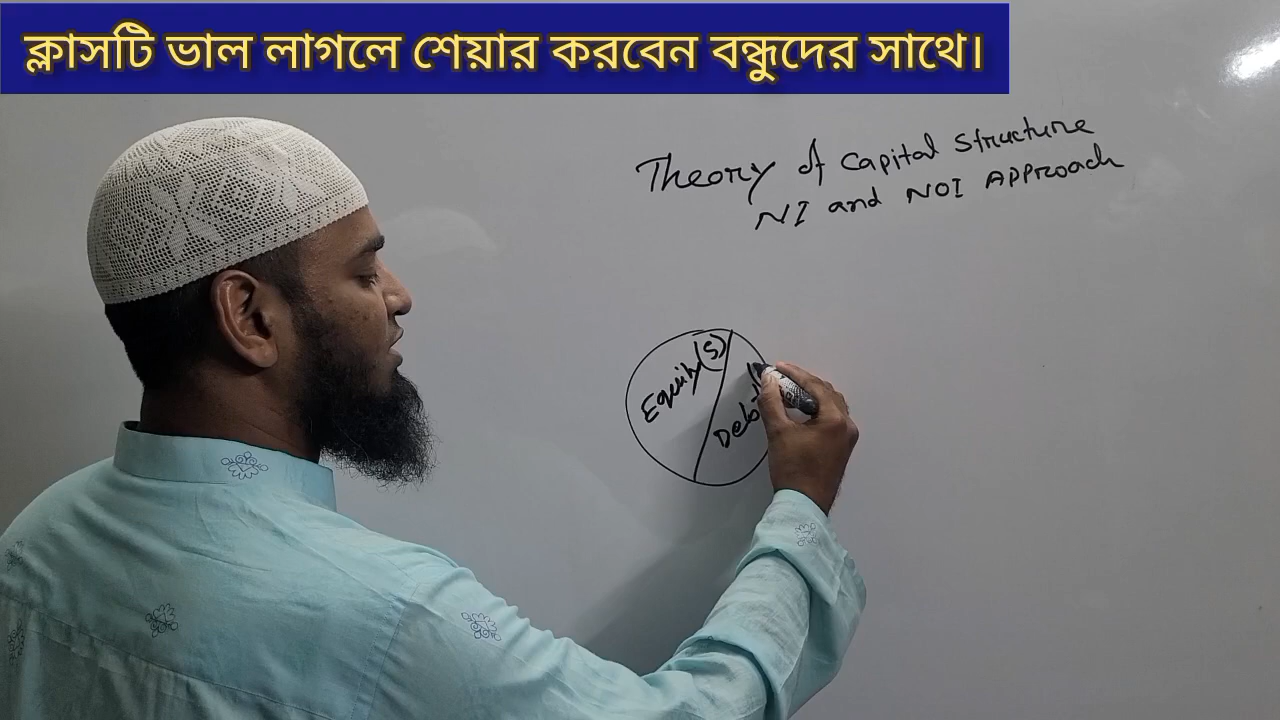 ক্লাসটি ভাল লাগলে শেয়ার করবেন বন্ধুদের সাথে।
Theory of Capital Structure
NI and NOI Approach
Equity (S)
Debt